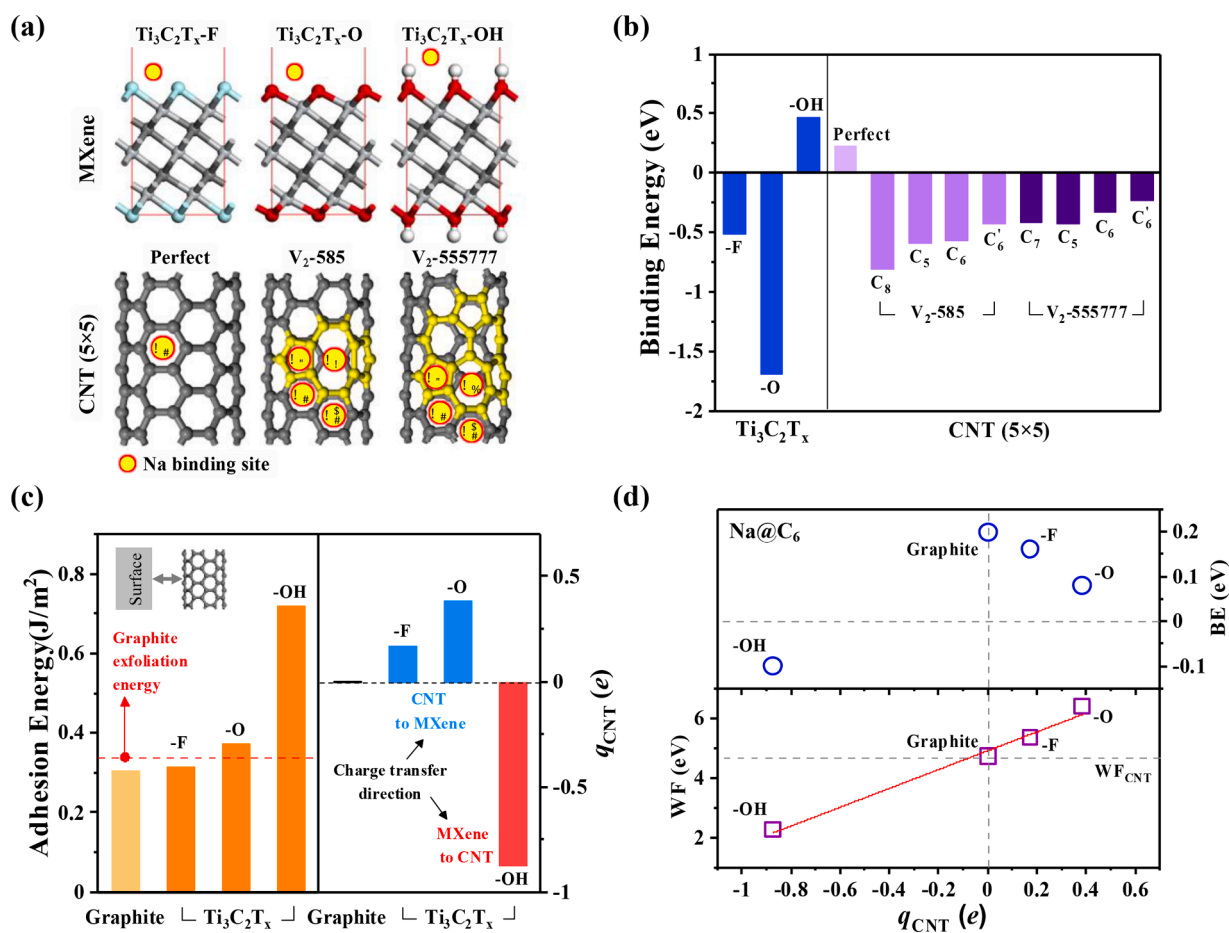 (a)
Ti₃C₂Tₓ-F
Ti₃C₂Tₓ-O
Ti₃C₂Tₓ-OH
MXene
Perfect
V₂-585
V₂-555777
CNT (5×5)
! #
! "
! !
! #
! $ #
! "
! %
! #
! $ #
Na binding site
(b)
Binding Energy (eV)
1
0.5
0
-0.5
-1
-1.5
-2
-F
-O
-OH
Perfect
C₈
C₅
C₆
C₆'
C₇
C₅
C₆
C₆'
V₂-585
V₂-555777
Ti₃C₂Tₓ
CNT (5×5)
(c)
Adhesion Energy(J/m²)
0.8
0.6
0.4
0.2
0
Surface
Graphite
exfoliation
energy
-F
-O
-OH
Graphite
Ti₃C₂Tₓ
-F
-O
CNT
to MXene
Charge transfer
direction
MXene
to CNT
-OH
Graphite
Ti₃C₂Tₓ
0.5
0
-0.5
-1
q_CNT (e)
(d)
Na@C₆
Graphite
-F
-O
-OH
0.2
0.1
0
-0.1
BE (eV)
WF (eV)
6
4
2
Graphite
-F
-O
-OH
WF_CNT
-1
-0.8
-0.6
-0.4
-0.2
0
0.2
0.4
0.6
q_CNT (e)